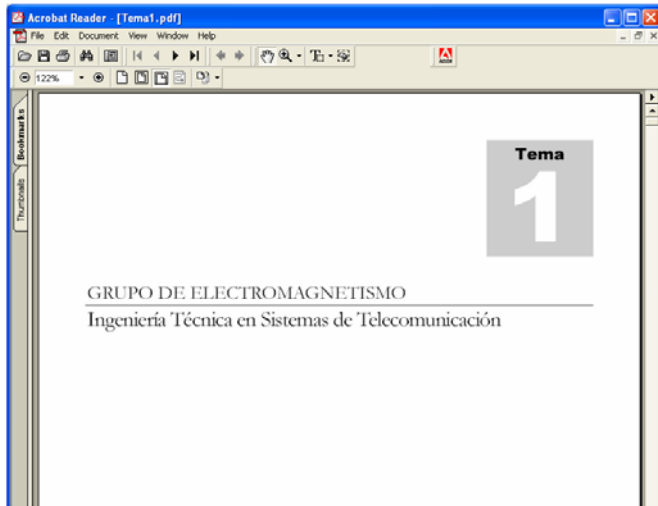 Acrobat Reader - [Tema1.pdf]
File Edit Document View Window Help
122%
Bookmarks
Thumbnails
Tema
1
GRUPO DE ELECTROMAGNETISMO
Ingeniería Técnica en Sistemas de Telecomunicación